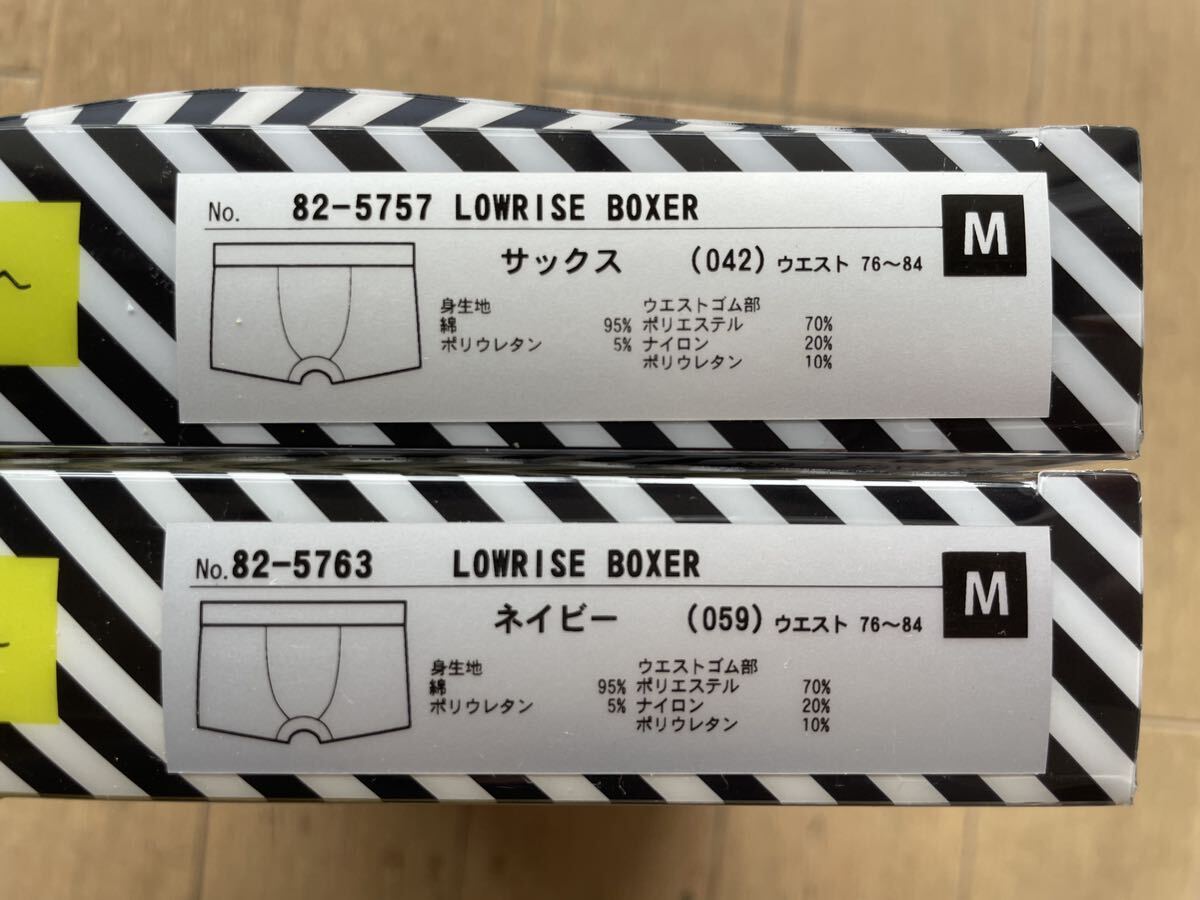 No. 82-5757 LOWRISE BOXER
M
サックス (042) ウエスト 76～84
身生地 ウエストゴム部
綿 95% ポリエステル 70%
ポリウレタン 5% ナイロン 20%
ポリウレタン 10%
No. 82-5763 LOWRISE BOXER
M
ネイビー (059) ウエスト 76～84
身生地 ウエストゴム部
綿 95% ポリエステル 70%
ポリウレタン 5% ナイロン 20%
ポリウレタン 10%